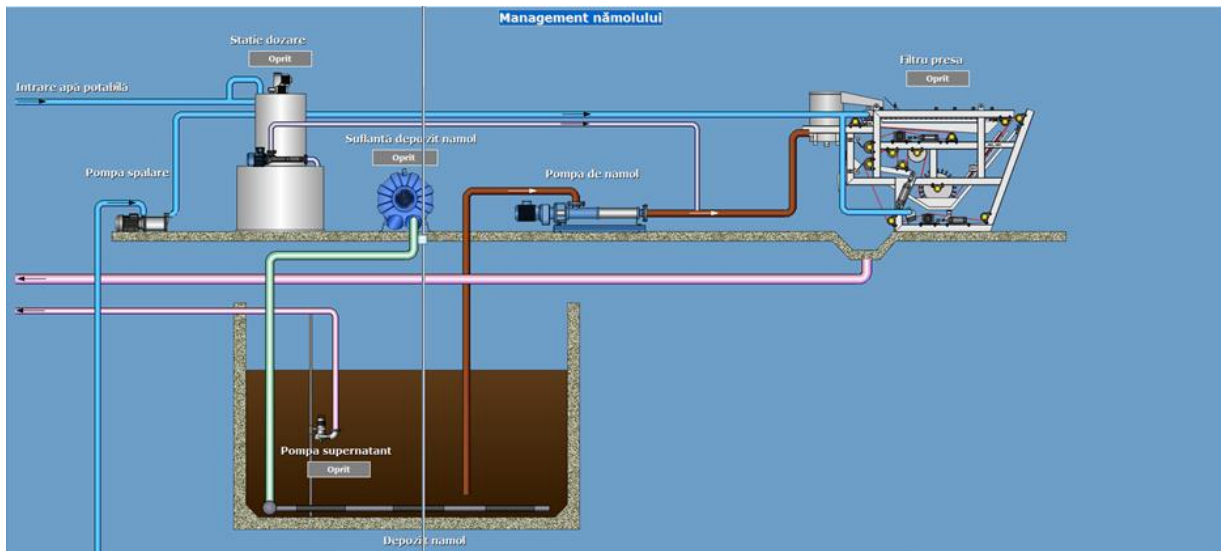 Management nămolului
Statie dozare
Oprit
Filtru presa
Oprit
Intrare apă potabilă
Suflantă depozit namol
Oprit
Pompa spălare
Pompa de namol
Pompa supernatant
Oprit
Depozit namol